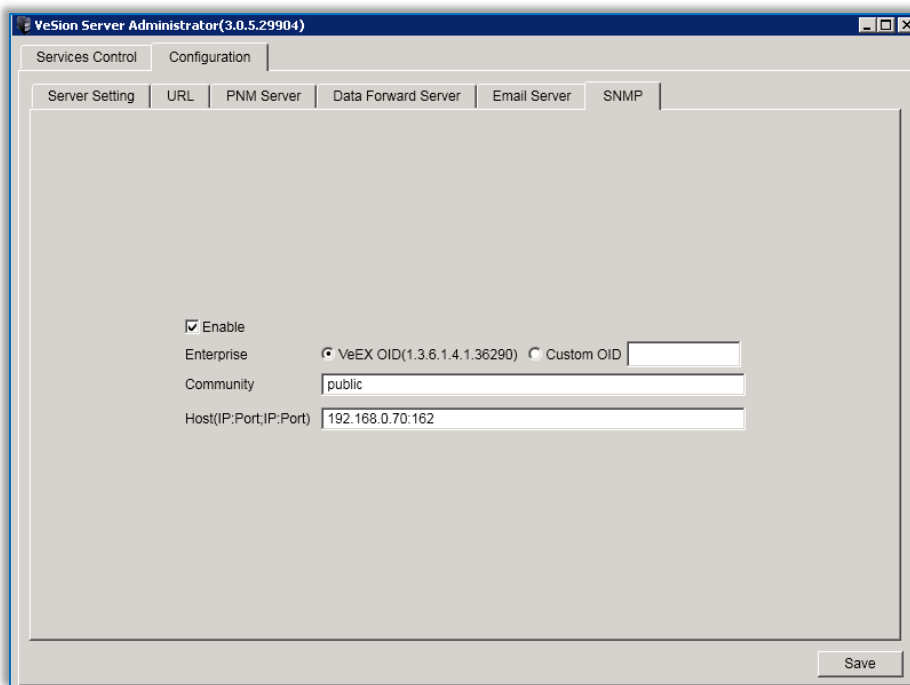 VeSion Server Administrator(3.0.5.29904)
Services Control Configuration
Server Setting URL PNM Server Data Forward Server Email Server SNMP
Enable
Enterprise VeEX OID(1.3.6.1.4.1.36290) Custom OID
Community public
Host(IP:Port;IP:Port) 192.168.0.70:162
Save